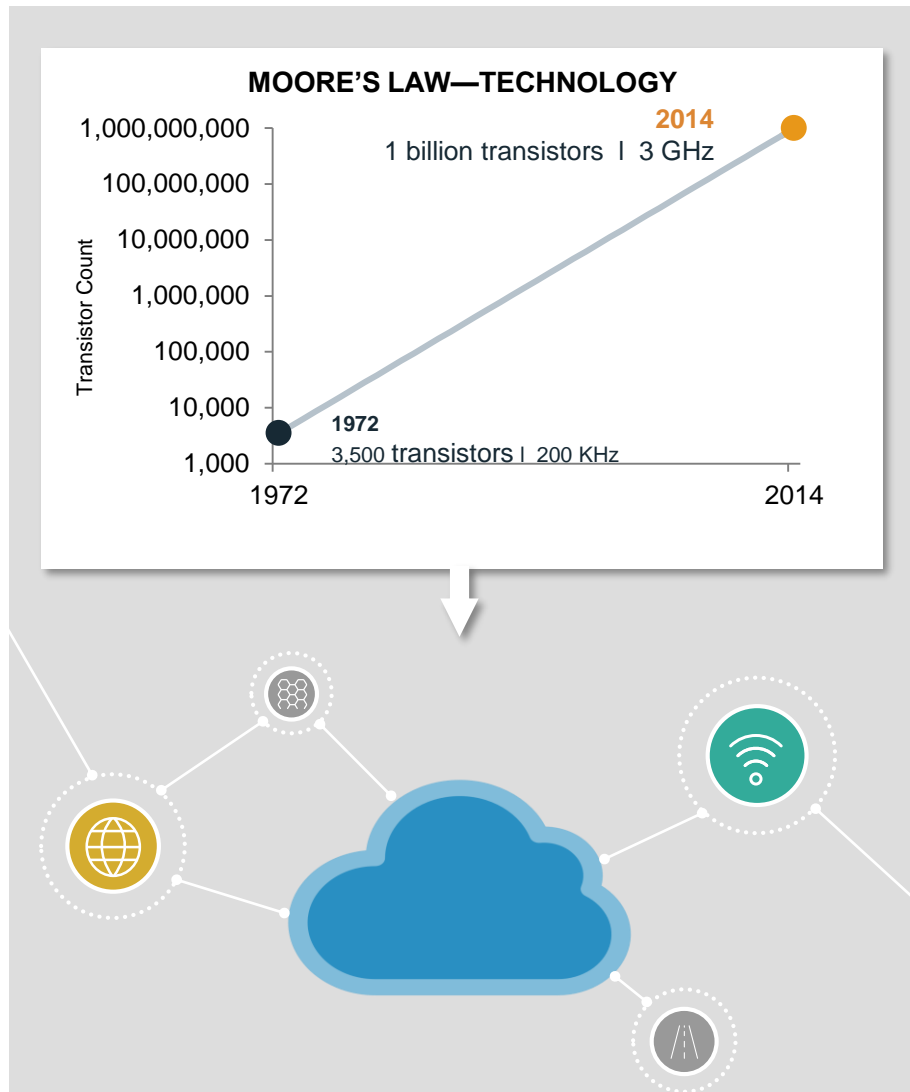 MOORE’S LAW—TECHNOLOGY
2014
1 billion transistors l 3 GHz
1,000,000,000
100,000,000
10,000,000
1,000,000
100,000
10,000
1,000
Transistor Count
1972
3,500 transistors l 200 KHz
1972
2014